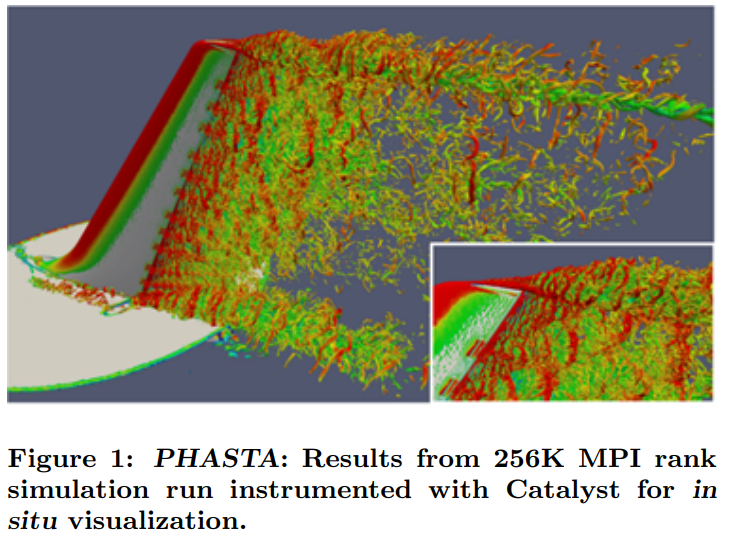 Figure 1: PHASTA: Results from 256K MPI rank
simulation run instrumented with Catalyst for in
situ visualization.